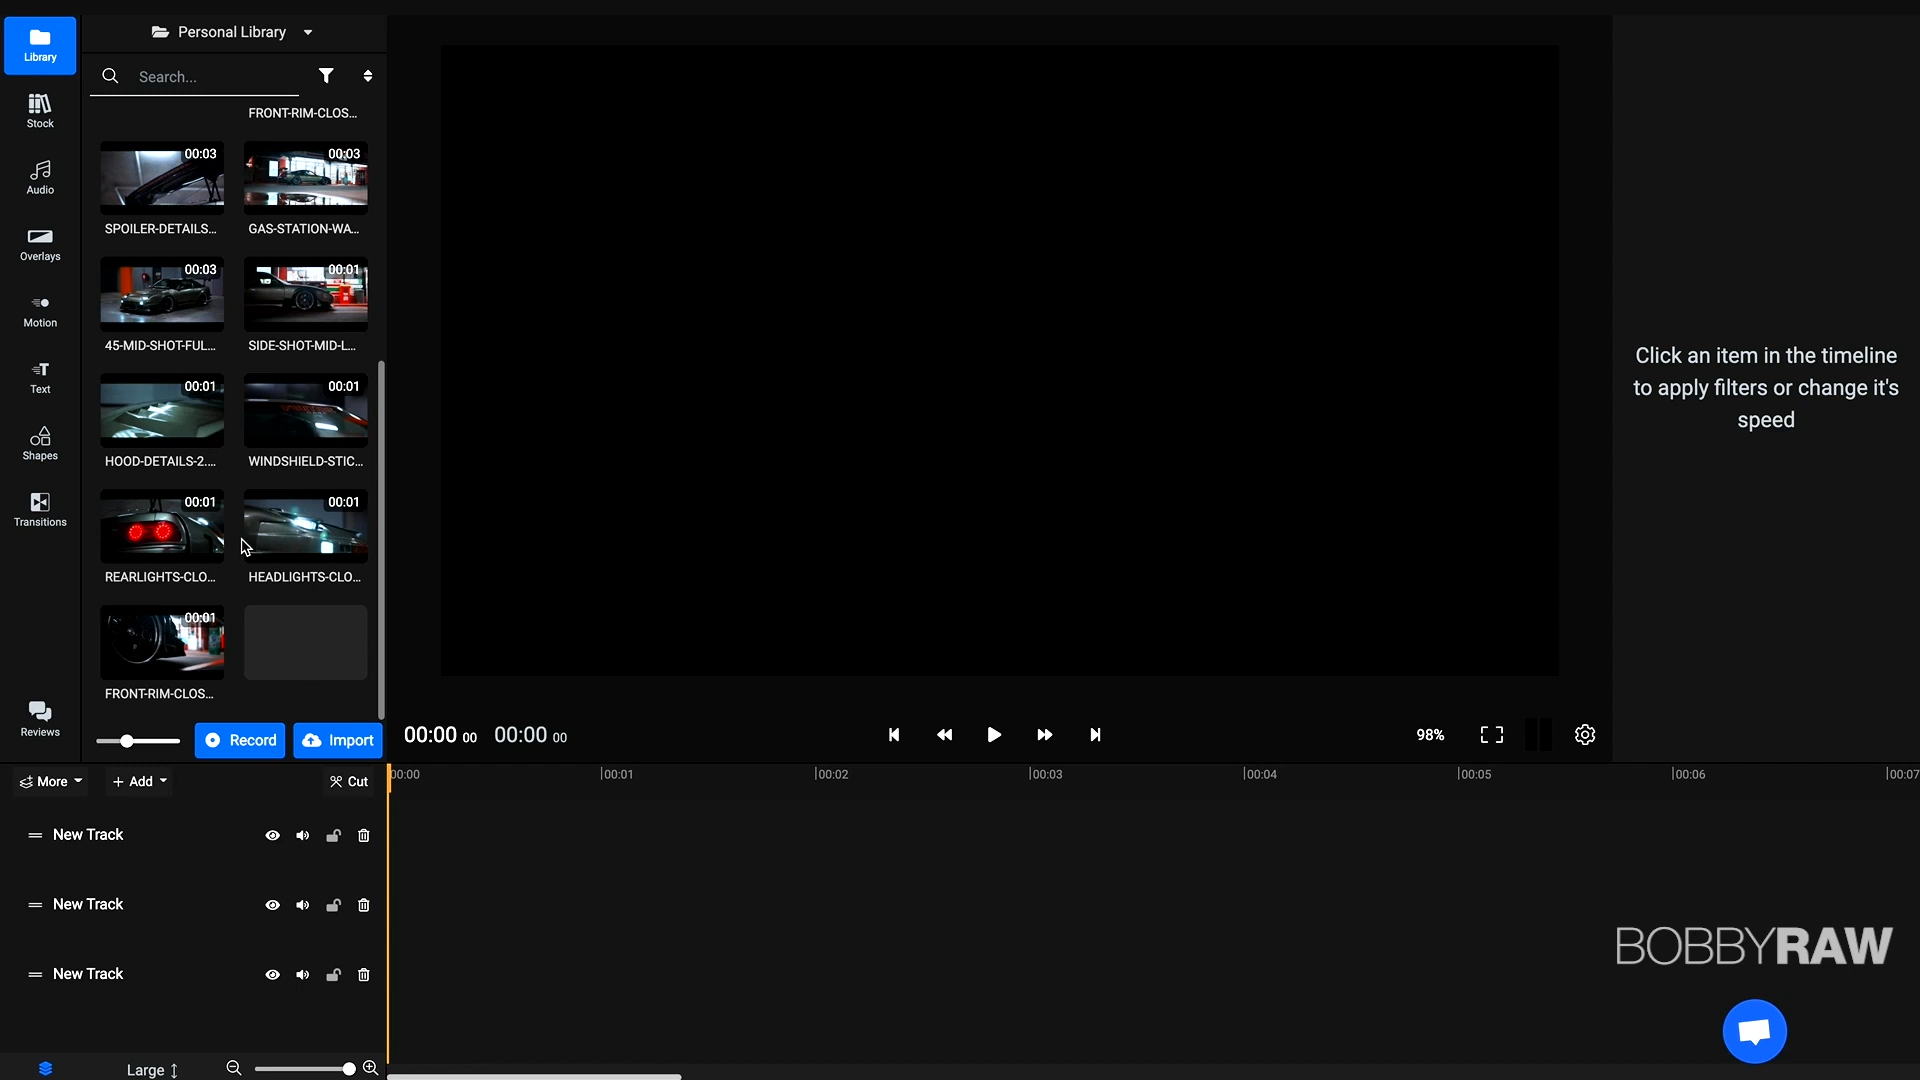 Library
Stock
Audio
Overlays
Motion
Text
Shapes
Transitions
Reviews
Personal Library
Search...
FRONT-RIM-CLOS...
00:03
00:03
SPOILER-DETAILS...
GAS-STATION-WA...
00:03
00:01
45-MID-SHOT-FUL...
SIDE-SHOT-MID-L...
00:01
00:01
HOOD-DETAILS-2....
WINDSHIELD-STIC...
00:01
00:01
REARLIGHTS-CLO...
HEADLIGHTS-CLO...
00:01
FRONT-RIM-CLOS...
Record
Import
Click an item in the timeline
to apply filters or change it's
speed
00:00 00
00:00 00
98%
More
+ Add
Cut
00:00
00:01
00:02
00:03
00:04
00:05
00:06
00:07
New Track
New Track
New Track
BOBBYRAW
Large